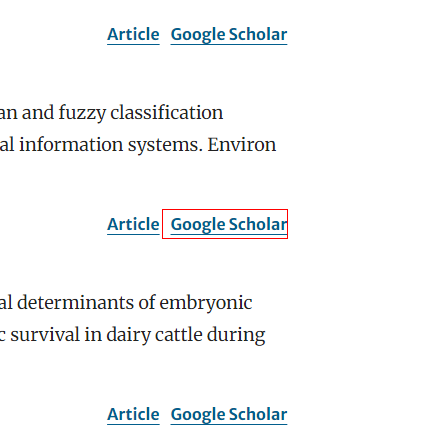 Article Google Scholar
an and fuzzy classification
al information systems. Environ
Article Google Scholar
al determinants of embryonic
c survival in dairy cattle during
Article Google Scholar